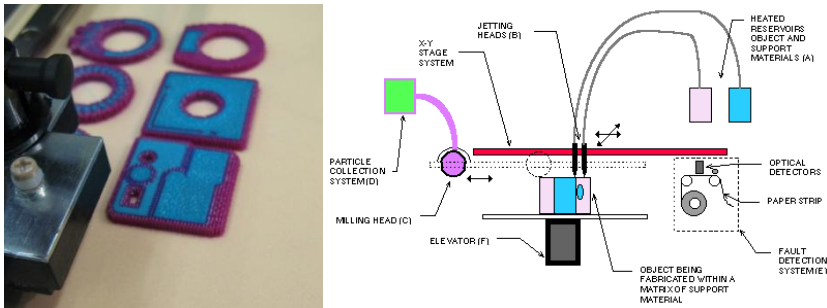 JETTING
HEADS (B)
X-Y
STAGE
SYSTEM
HEATED
RESERVOIRS
OBJECT AND
SUPPORT
MATERIALS (A)
PARTICLE
COLLECTION
SYSTEM (D)
MILLING HEAD (C)
ELEVATOR (F)
OPTICAL
DETECTORS
PAPER STRIP
FAULT
DETECTION
SYSTEM (E)
OBJECT BEING
FABRICATED WITHIN A
MATRIX OF SUPPORT
MATERIAL